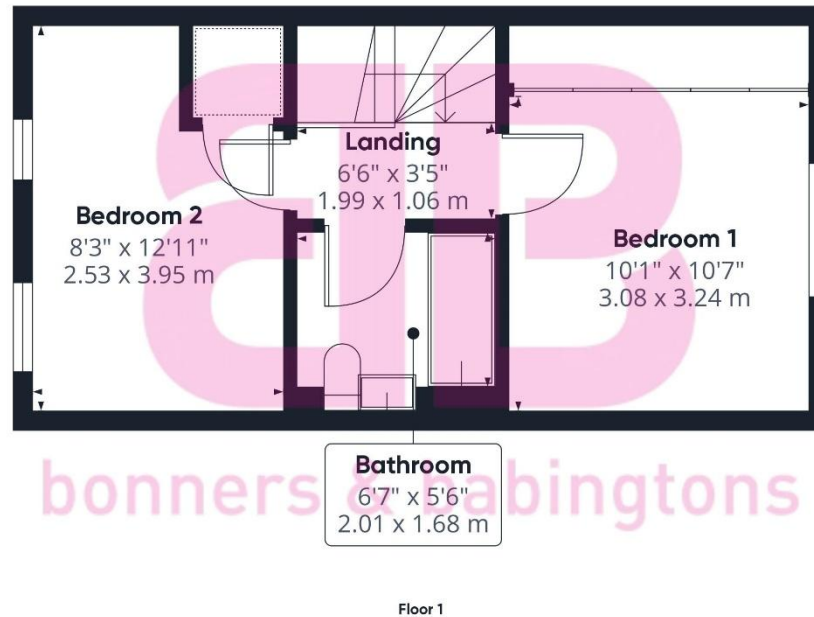 Landing
6'6" x 3'5"
1.99 x 1.06 m
Bedroom 2
8'3" x 12'11"
2.53 x 3.95 m
Bedroom 1
10'1" x 10'7"
3.08 x 3.24 m
Bathroom
6'7" x 5'6"
2.01 x 1.68 m
bonners & babingtons
Floor 1